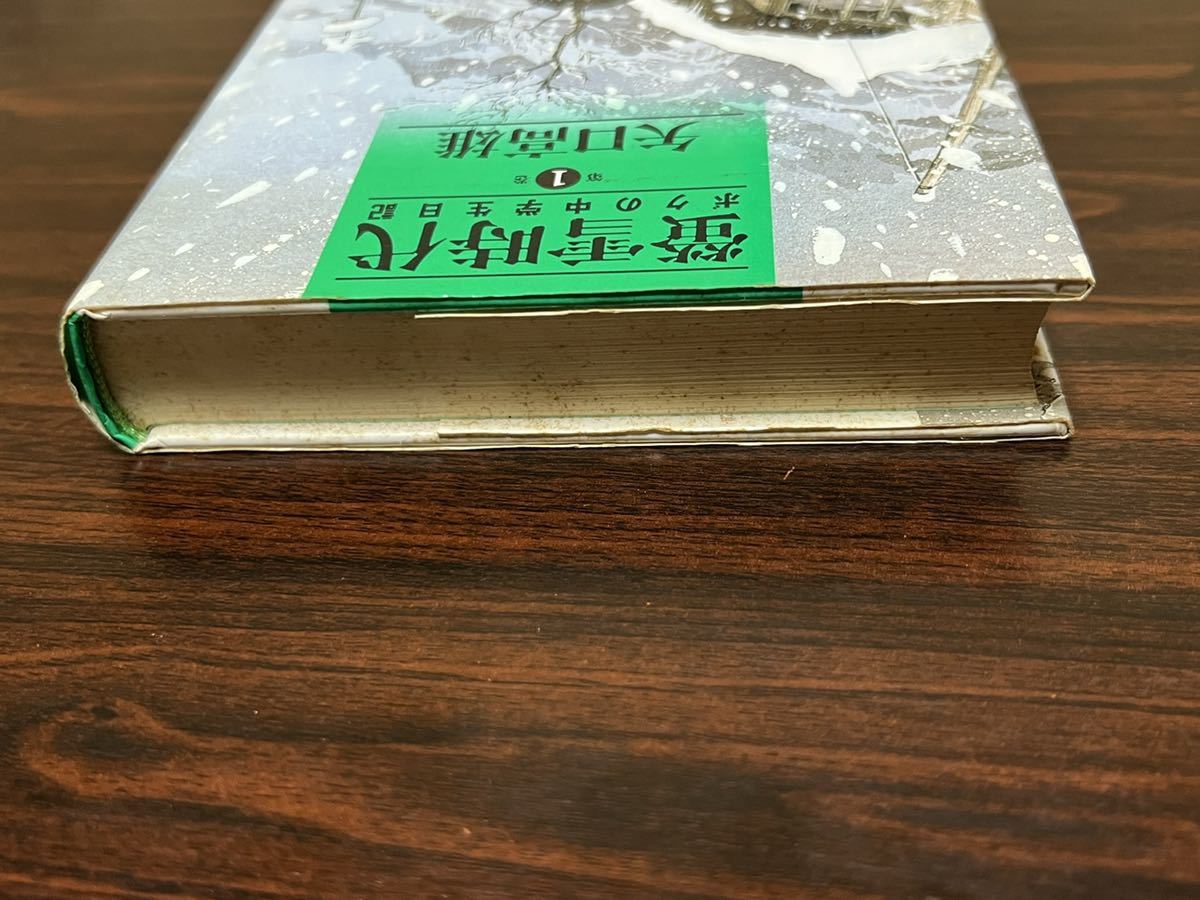 螢雪時代
ボクの中学生日記
第1巻
矢口高雄